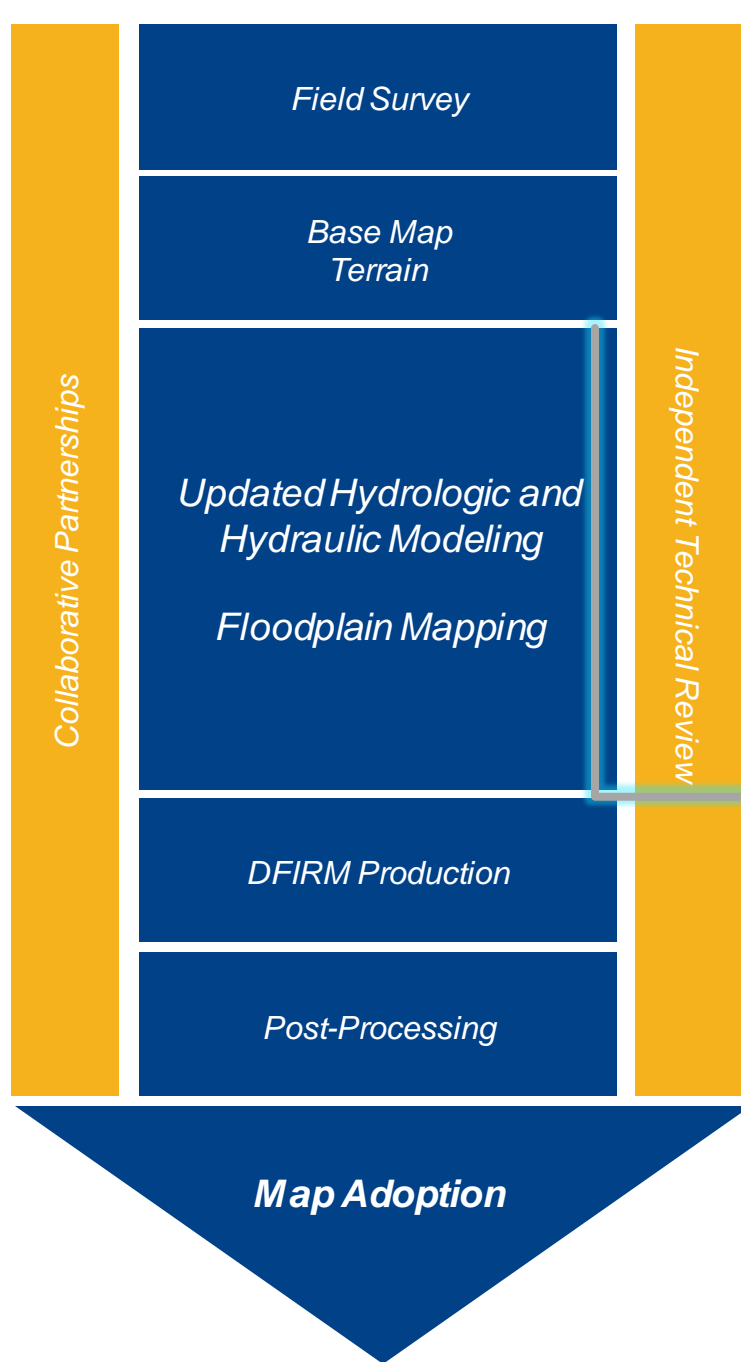 Field Survey
Base Map
Terrain
Collaborative Partnerships
Independent Technical Review
Updated Hydrologic and
Hydraulic Modeling
Floodplain Mapping
DFIRM Production
Post-Processing
Map Adoption